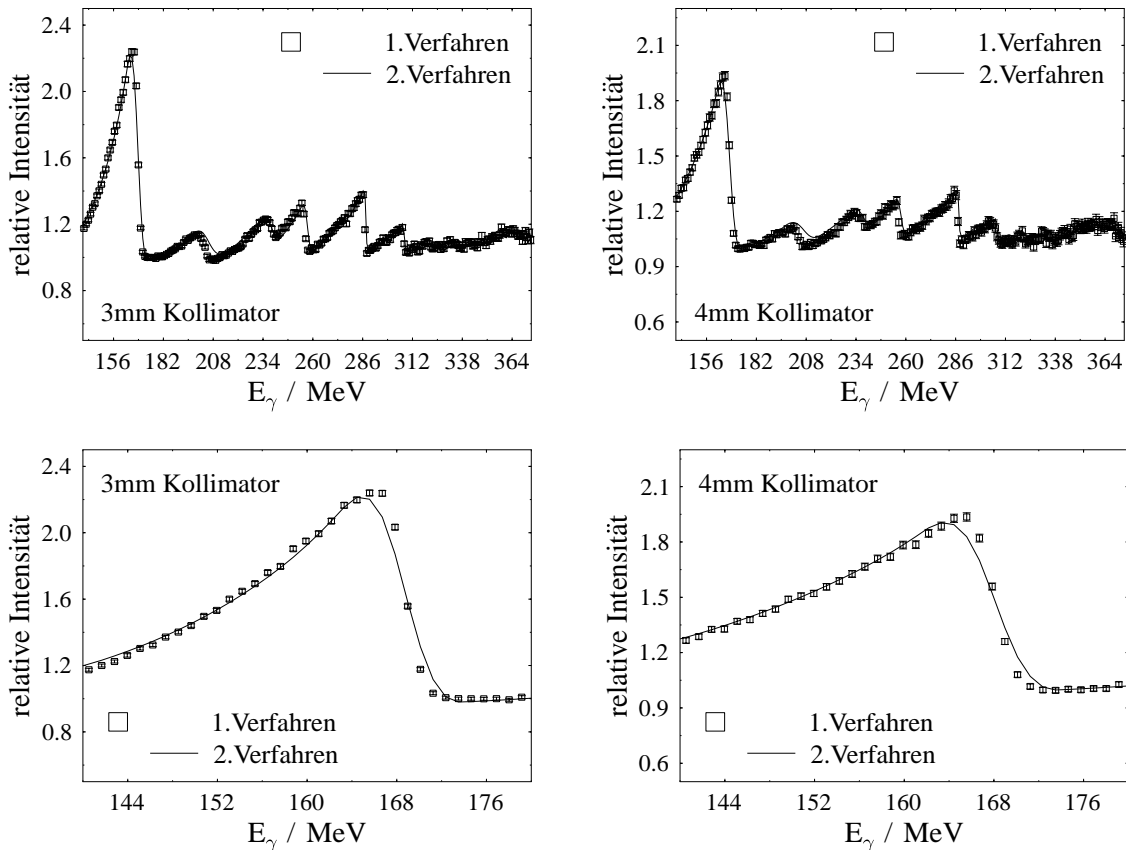 relative Intensität
2.4
2.0
1.6
1.2
0.8
1.Verfahren
2.Verfahren
3mm Kollimator
156 182 208 234 260 286 312 338 364
E_γ / MeV
relative Intensität
2.1
1.8
1.5
1.2
0.9
0.6
1.Verfahren
2.Verfahren
4mm Kollimator
156 182 208 234 260 286 312 338 364
E_γ / MeV
relative Intensität
2.4
2.0
1.6
1.2
0.8
3mm Kollimator
1.Verfahren
2.Verfahren
144 152 160 168 176
E_γ / MeV
relative Intensität
2.1
1.8
1.5
1.2
0.9
0.6
4mm Kollimator
1.Verfahren
2.Verfahren
144 152 160 168 176
E_γ / MeV